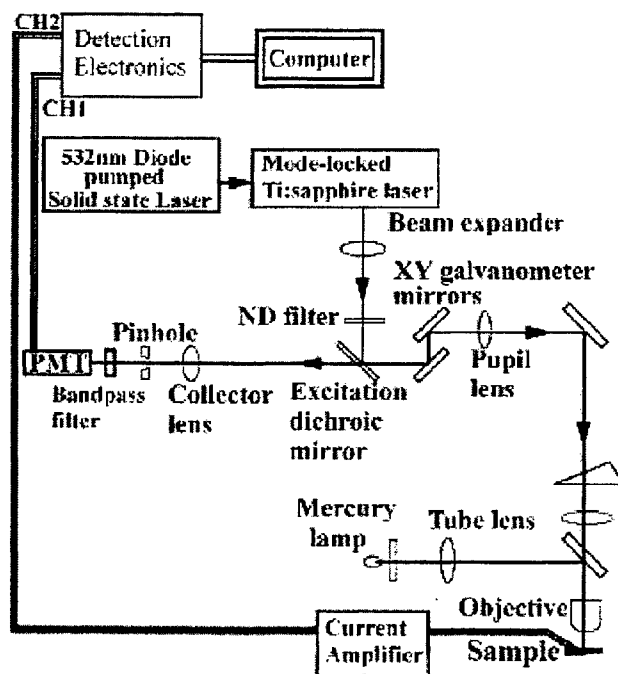 CH2
Detection
Electronics
Computer
CH1
532nm Diode
pumped
Solid state Laser
Mode-locked
Ti:sapphire laser
Beam expander
XY galvanometer
mirrors
ND filter
Pinhole
PMT
Bandpass
filter
Collector
lens
Excitation
dichroic
mirror
Pupil
lens
Mercury
lamp
Tube lens
Objective
Current
Amplifier
Sample